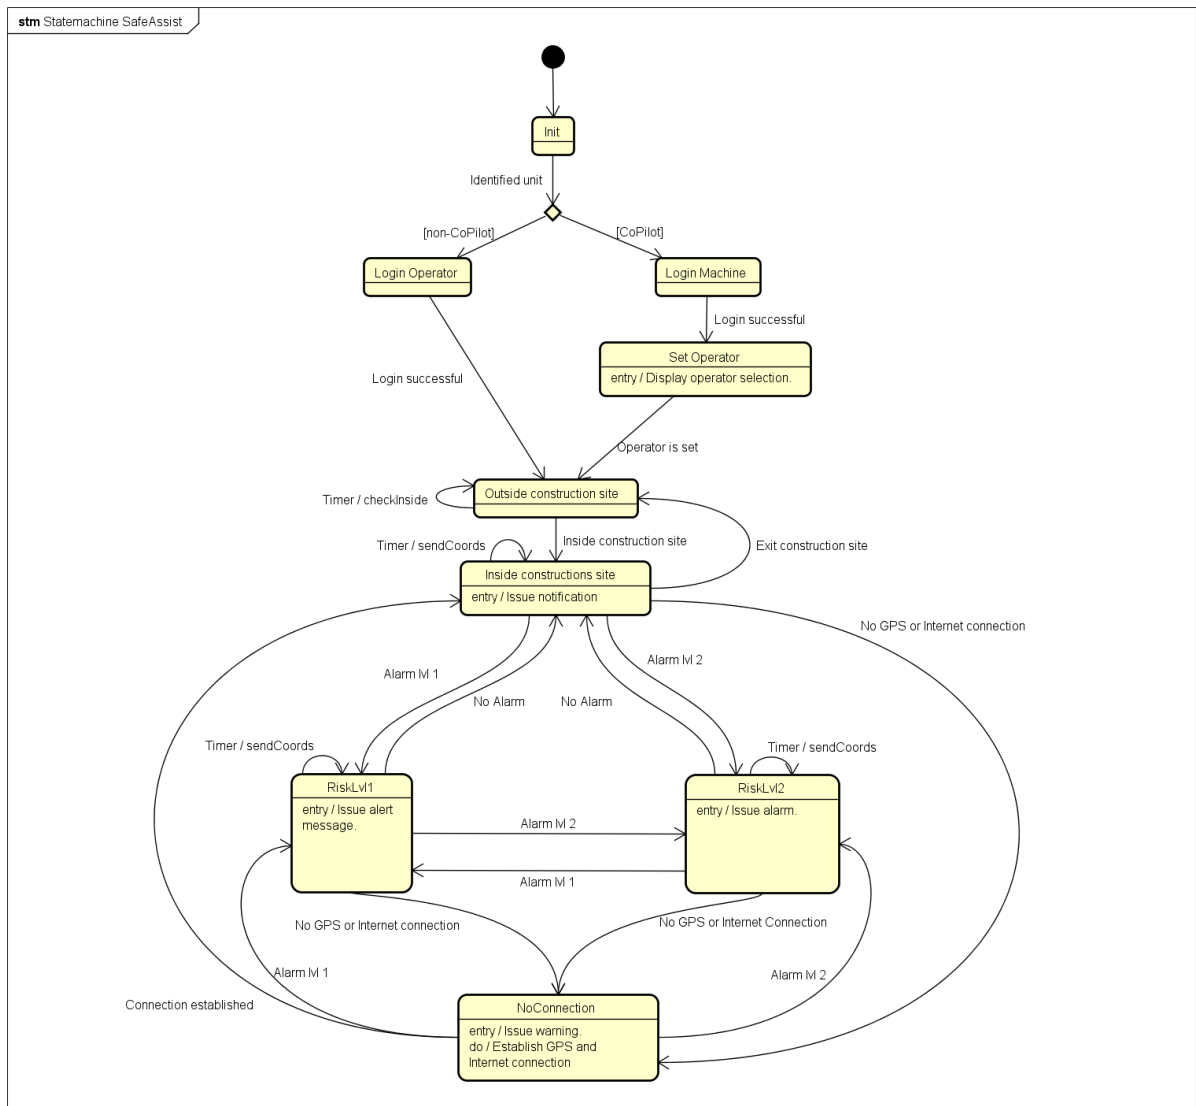 stm Statemachine SafeAssist
Init
Identified unit
[non-CoPilot]
[CoPilot]
Login Operator
Login Machine
Login successful
Set Operator
entry / Display operator selection.
Login successful
Operator is set
Outside construction site
Timer / checkInside
Inside construction site
Timer / sendCoords
Exit construction site
Inside constructions site
entry / Issue notification
No GPS or Internet connection
Alarm lvl 1
Alarm lvl 2
No Alarm
No Alarm
Timer / sendCoords
Timer / sendCoords
RiskLvl1
entry / Issue alert
message.
RiskLvl2
entry / Issue alarm.
Alarm lvl 2
Alarm lvl 1
No GPS or Internet connection
No GPS or Internet Connection
Alarm lvl 1
Alarm lvl 2
Connection established
NoConnection
entry / Issue warning.
do / Establish GPS and
Internet connection